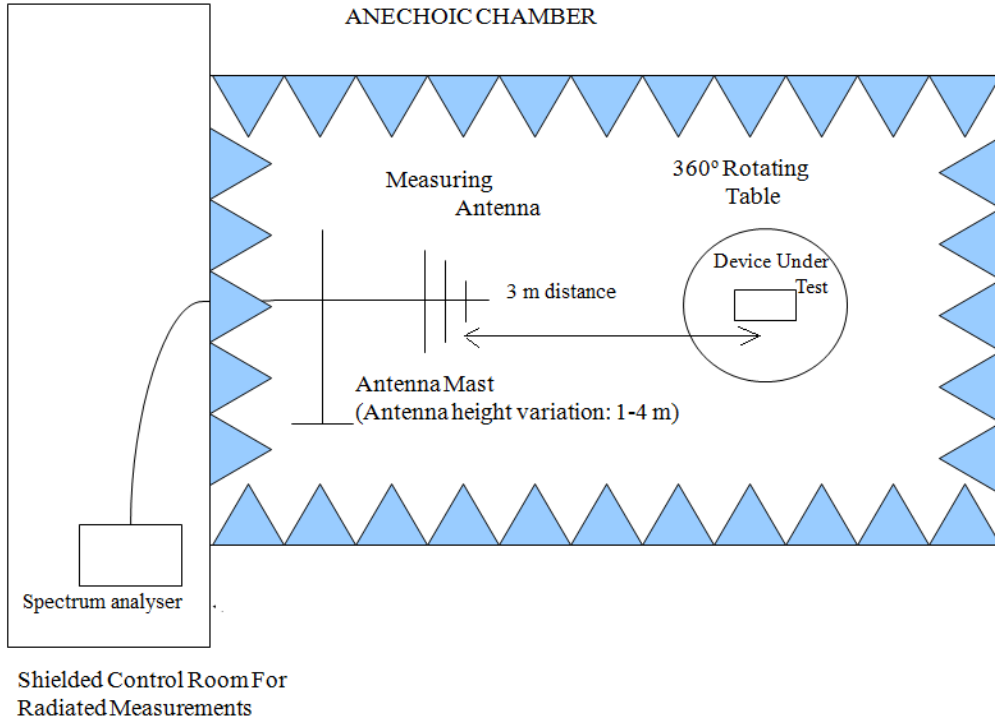 ANECHOIC CHAMBER
Measuring
Antenna
360º Rotating
Table
Device Under
Test
3 m distance
Antenna Mast
(Antenna height variation: 1-4 m)
Spectrum analyser
Shielded Control Room For
Radiated Measurements